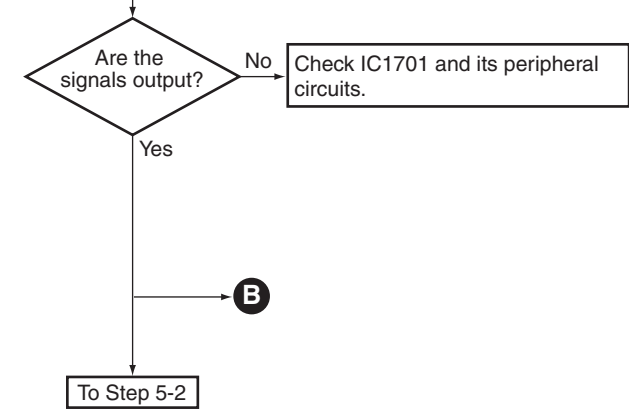 Are the
signals output?
No
Check IC1701 and its peripheral
circuits.
Yes
B
To Step 5-2